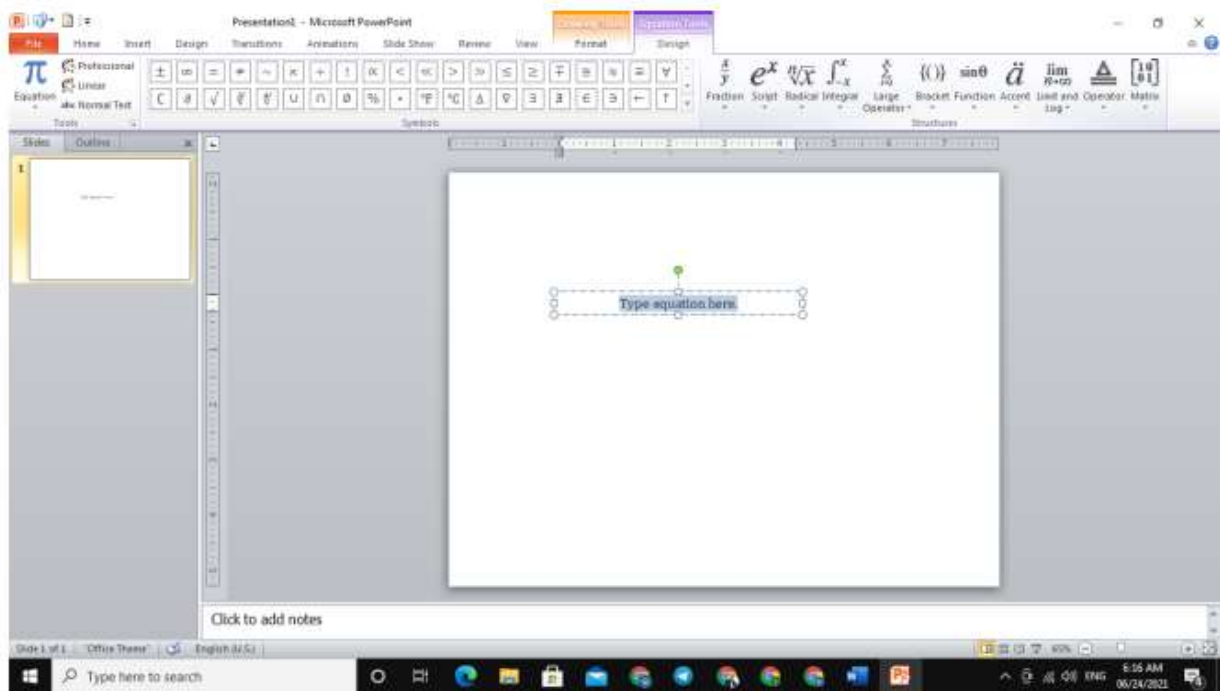 Presentation1 - Microsoft PowerPoint
Equation Tools
File Home Insert Design Transitions Animations Slide Show Review View Format Design
Professional
Linear
abc Normal Text
Equation
Tools
Symbols
Fraction Script Radical Integral Large Operator Bracket Function Accent Limit and Log Operator Matrix
Structures
Slides Outline
1
Type equation here.
Click to add notes
Slide 1 of 1 "Office Theme" English (U.S.) 65%
Type here to search
ENG 6:16 AM
06/24/2021